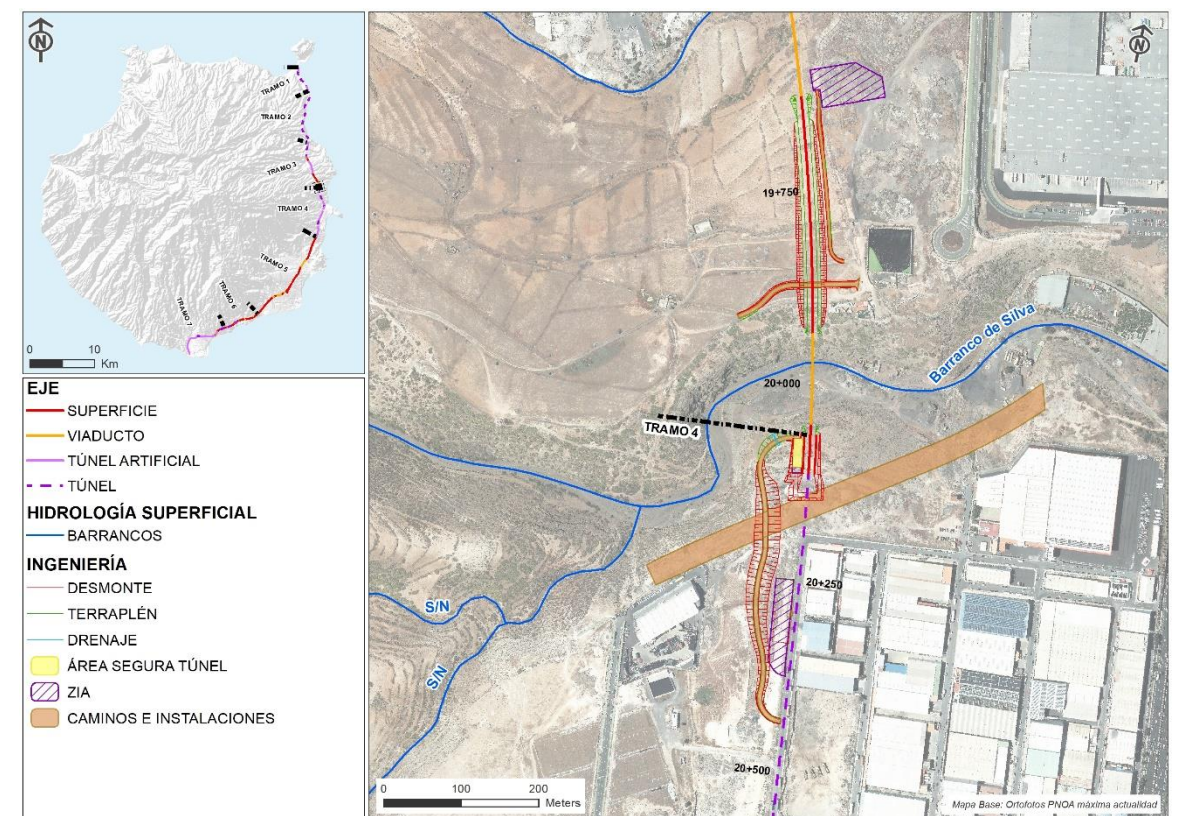 N
TRAMO 1
TRAMO 2
TRAMO 3
TRAMO 4
TRAMO 5
TRAMO 6
TRAMO 7
0 10
Km
EJE
SUPERFICIE
VIADUCTO
TÚNEL ARTIFICIAL
TÚNEL
HIDROLOGÍA SUPERFICIAL
BARRANCOS
INGENIERÍA
DESMONTE
TERRAPLÉN
DRENAJE
ÁREA SEGURA TÚNEL
ZIA
CAMINOS E INSTALACIONES
N
19+750
Barranco de Silva
20+000
TRAMO 4
20+250
S/N
S/N
20+500
0 100 200
Meters
Mapa Base: Ortofotos PNOA máxima actualidad